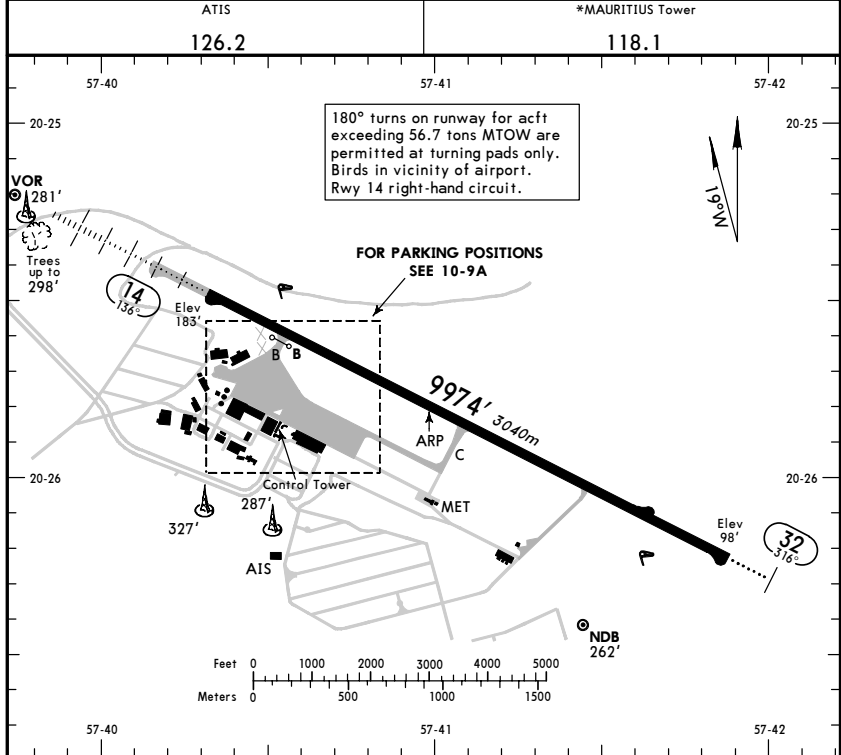 ATIS
126.2
*MAURITIUS Tower
118.1
57-40
57-41
57-42
20-25
20-25
180° turns on runway for acft
exceeding 56.7 tons MTOW are
permitted at turning pads only.
Birds in vicinity of airport.
Rwy 14 right-hand circuit.
19°W
VOR
281'
Trees
up to
298'
FOR PARKING POSITIONS
SEE 10-9A
14
136°
Elev
183'
B
B
9974' 3040m
ARP
C
20-26
20-26
Control Tower
327'
287'
MET
AIS
Elev
98'
32
316°
NDB
262'
Feet 0 1000 2000 3000 4000 5000
Meters 0 500 1000 1500
57-40
57-41
57-42